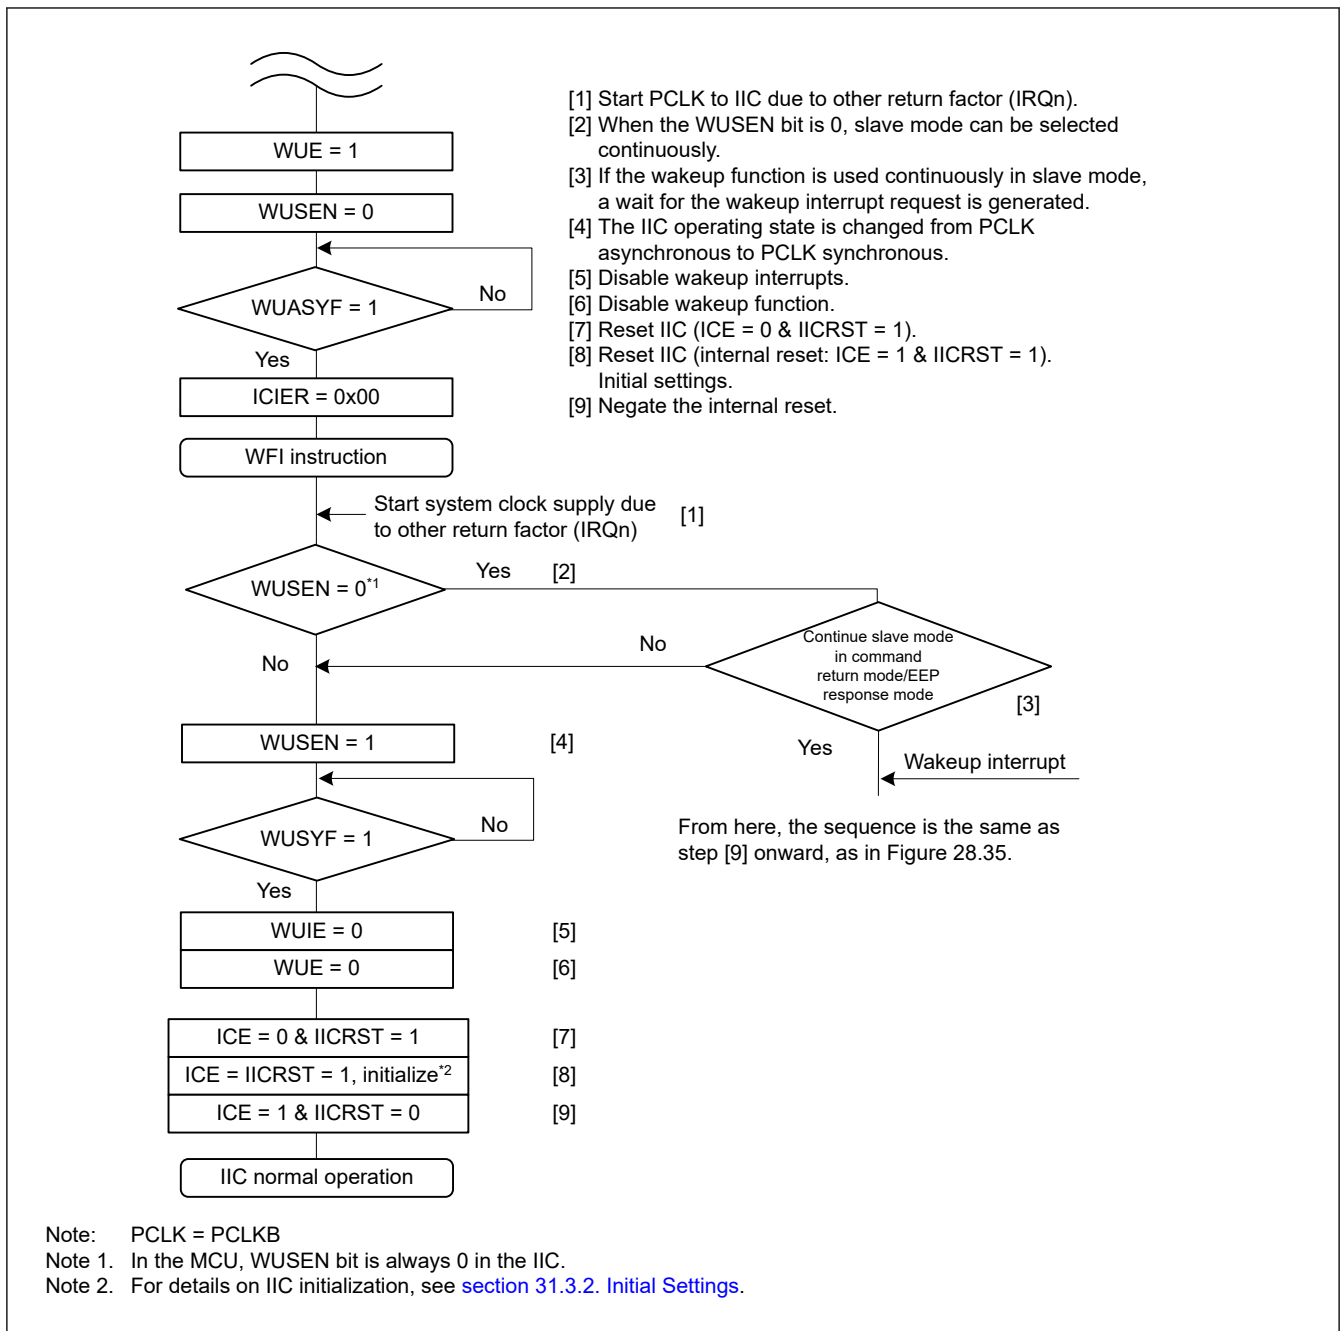 [1] Start PCLK to IIC due to other return factor (IRQn).
[2] When the WUSEN bit is 0, slave mode can be selected
continuously.
[3] If the wakeup function is used continuously in slave mode,
a wait for the wakeup interrupt request is generated.
[4] The IIC operating state is changed from PCLK
asynchronous to PCLK synchronous.
[5] Disable wakeup interrupts.
[6] Disable wakeup function.
[7] Reset IIC (ICE = 0 & IICRST = 1).
[8] Reset IIC (internal reset: ICE = 1 & IICRST = 1).
Initial settings.
[9] Negate the internal reset.
WUE = 1
WUSEN = 0
WUASYF = 1
No
Yes
ICIER = 0x00
WFI instruction
Start system clock supply due
to other return factor (IRQn)
[1]
WUSEN = 0*1
Yes
[2]
No
Continue slave mode
in command
return mode/EEP
response mode
No
[3]
Yes
Wakeup interrupt
From here, the sequence is the same as
step [9] onward, as in Figure 28.35.
WUSEN = 1
[4]
WUSYF = 1
No
Yes
WUIE = 0
[5]
WUE = 0
[6]
ICE = 0 & IICRST = 1
[7]
ICE = IICRST = 1, initialize*2
[8]
ICE = 1 & IICRST = 0
[9]
IIC normal operation
Note: PCLK = PCLKB
Note 1. In the MCU, WUSEN bit is always 0 in the IIC.
Note 2. For details on IIC initialization, see section 31.3.2. Initial Settings.